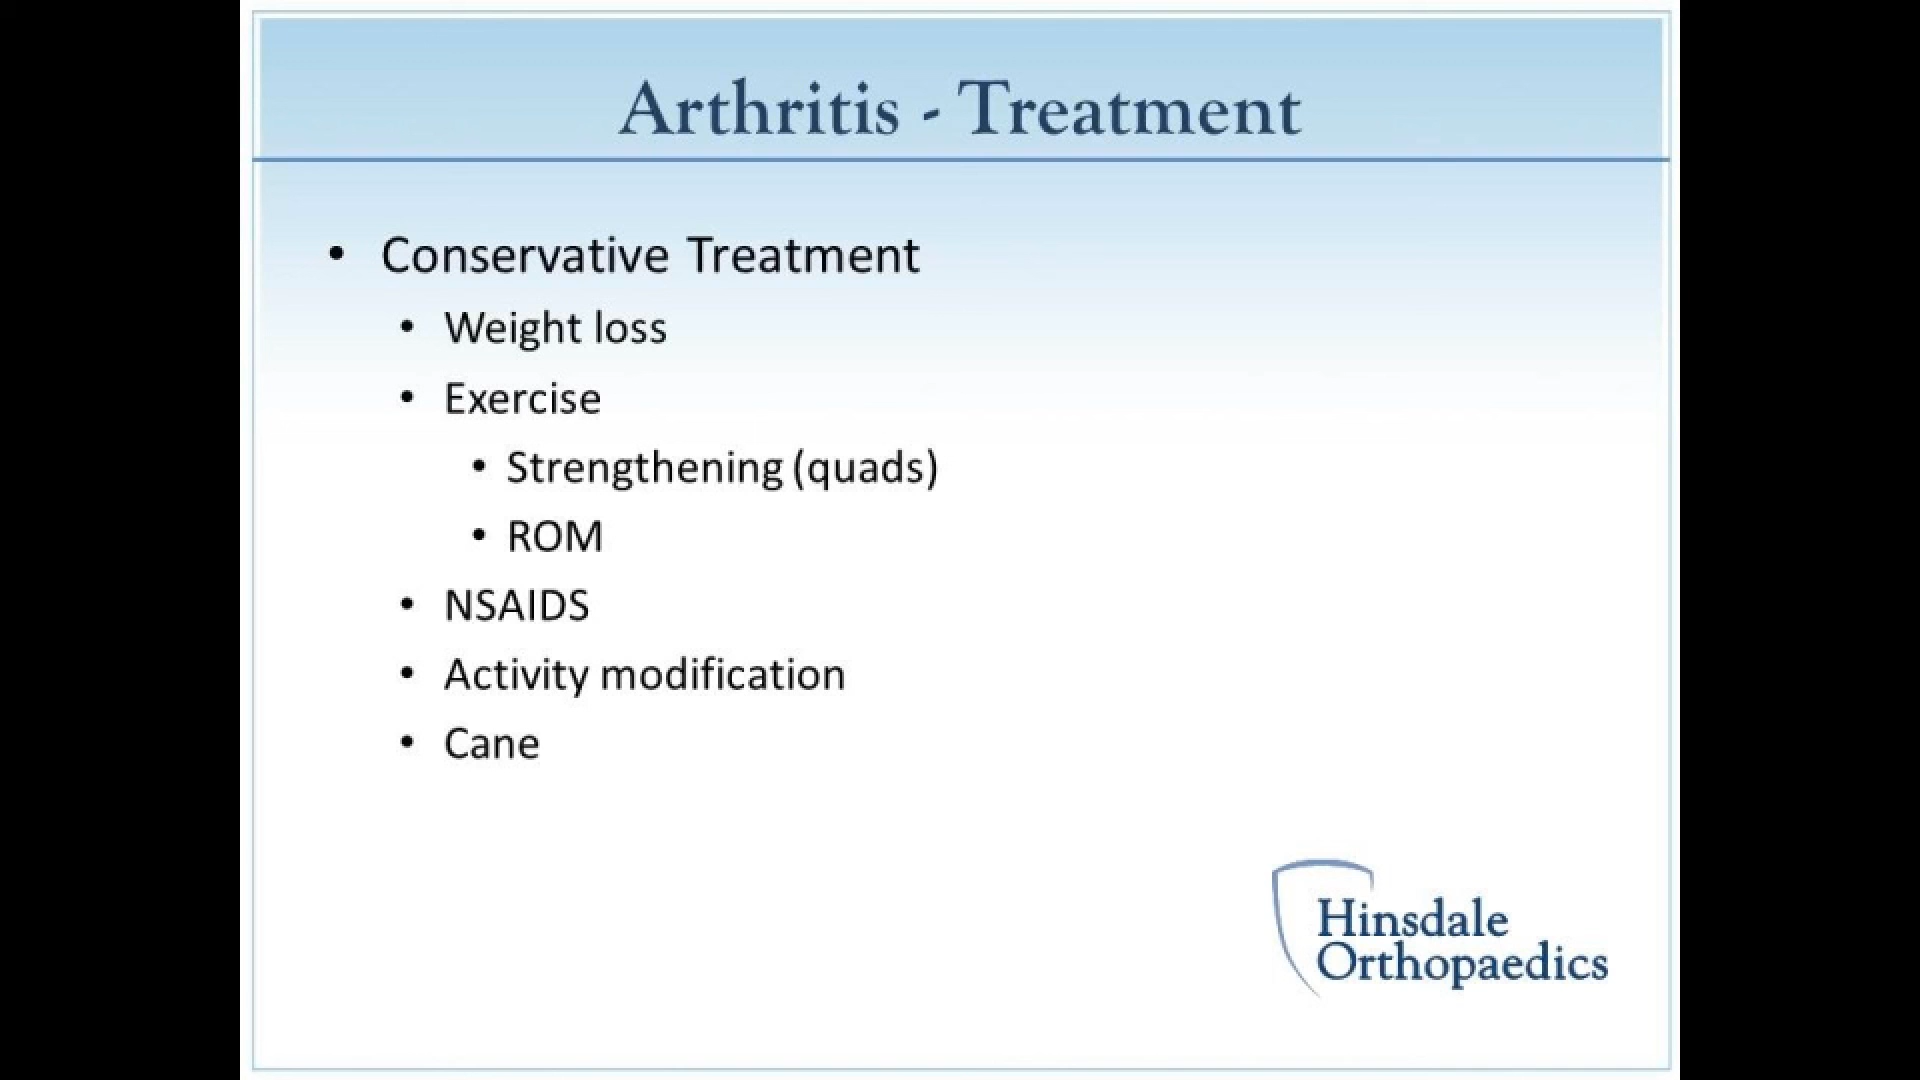 Arthritis - Treatment
• Conservative Treatment
• Weight loss
• Exercise
• Strengthening (quads)
• ROM
• NSAIDS
• Activity modification
• Cane
Hinsdale
Orthopaedics